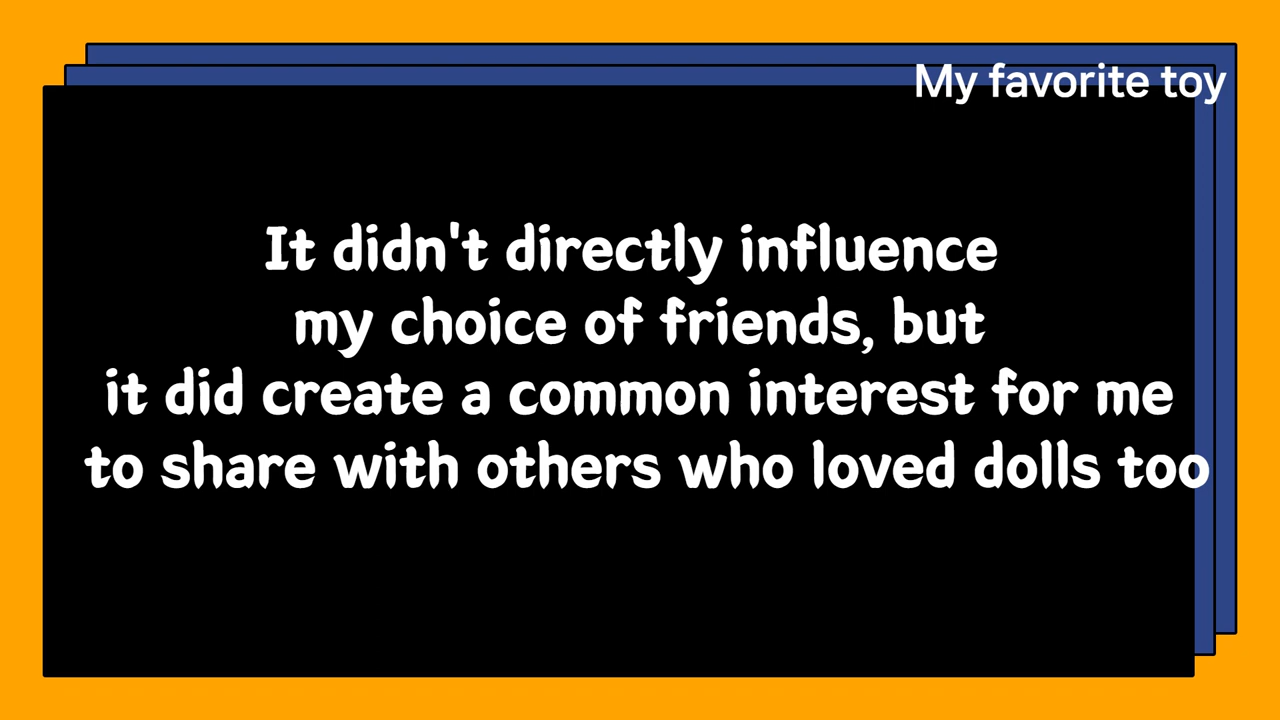 My favorite toy
It didn't directly influence
my choice of friends, but
it did create a common interest for me
to share with others who loved dolls too